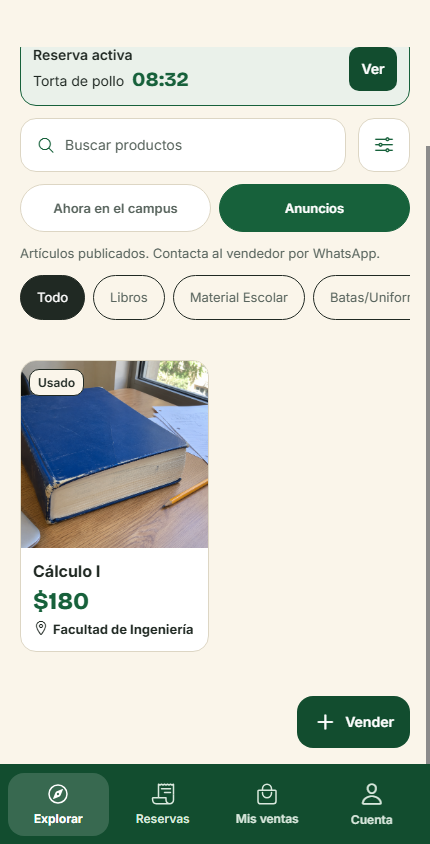 Reserva activa
Torta de pollo 08:32
Ver
Buscar productos
Ahora en el campus
Anuncios
Artículos publicados. Contacta al vendedor por WhatsApp.
Todo
Libros
Material Escolar
Batas/Unifor
Usado
Cálculo I
$180
Facultad de Ingeniería
Vender
Explorar
Reservas
Mis ventas
Cuenta